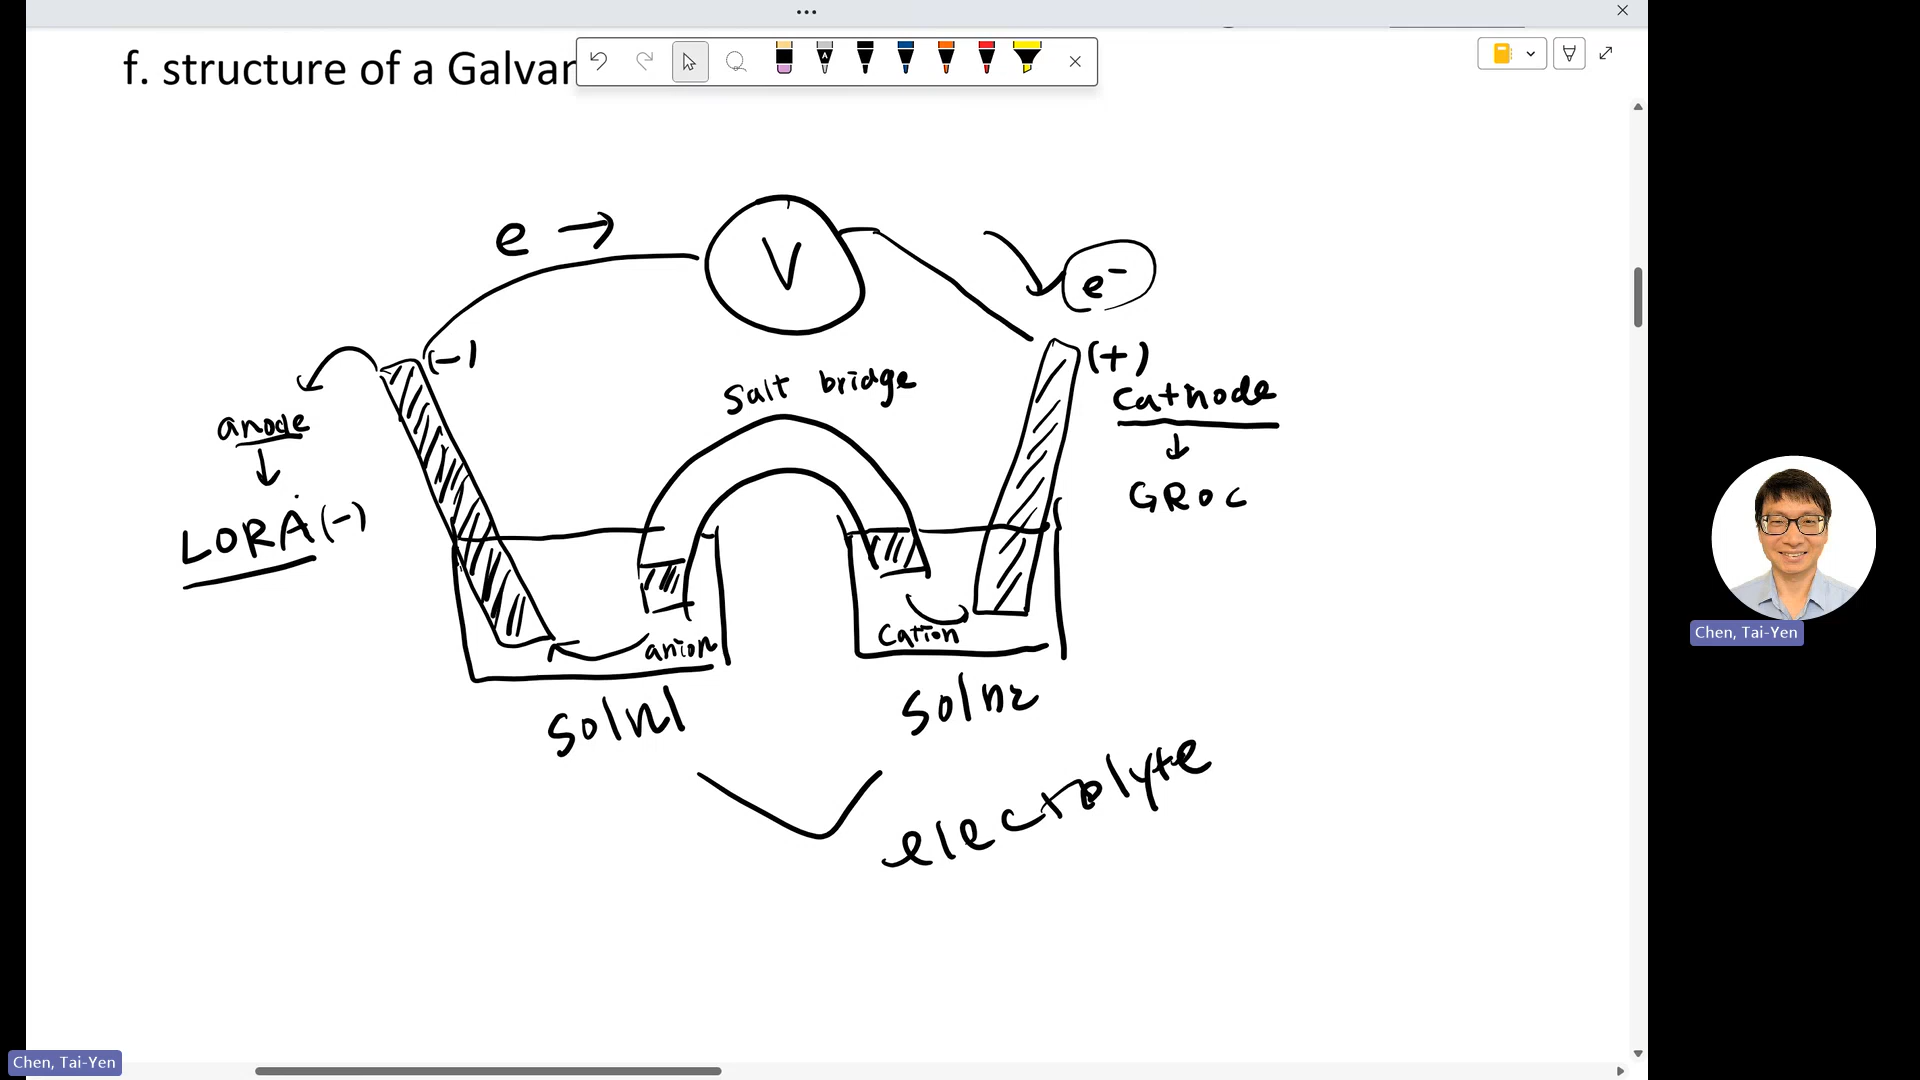 f. structure of a Galvan
e →
V
e⁻
(-)
(+)
Salt bridge
Cathode
anode
GROC
LORA (-)
anion
Cation
Soln1
Soln2
electrolyte
Chen, Tai-Yen
Chen, Tai-Yen